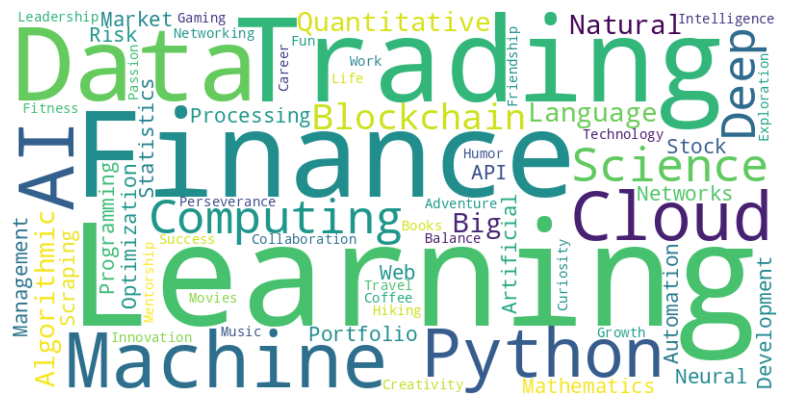 Leadership
Market
Gaming
Quantitative
Natural
Intelligence
Risk
Networking
Fun
Data
Trading
Passion
Career
Work
Life
Friendship
Deep
Exploration
Fitness
Statistics
Processing
Blockchain
Language
Technology
AI
Finance
Humor
API
Stock
Science
Networks
Programming
Optimization
Perseverance
Computing
Adventure
Books
Big
Balance
Artificial
Cloud
Management
Algorithmic
Scraping
Mentorship
Success
Collaboration
Learning
Web
Travel
Coffee
Hiking
Movies
Curiosity
Automation
Development
Innovation
Music
Portfolio
Growth
Machine
Python
Creativity
Mathematics
Neural